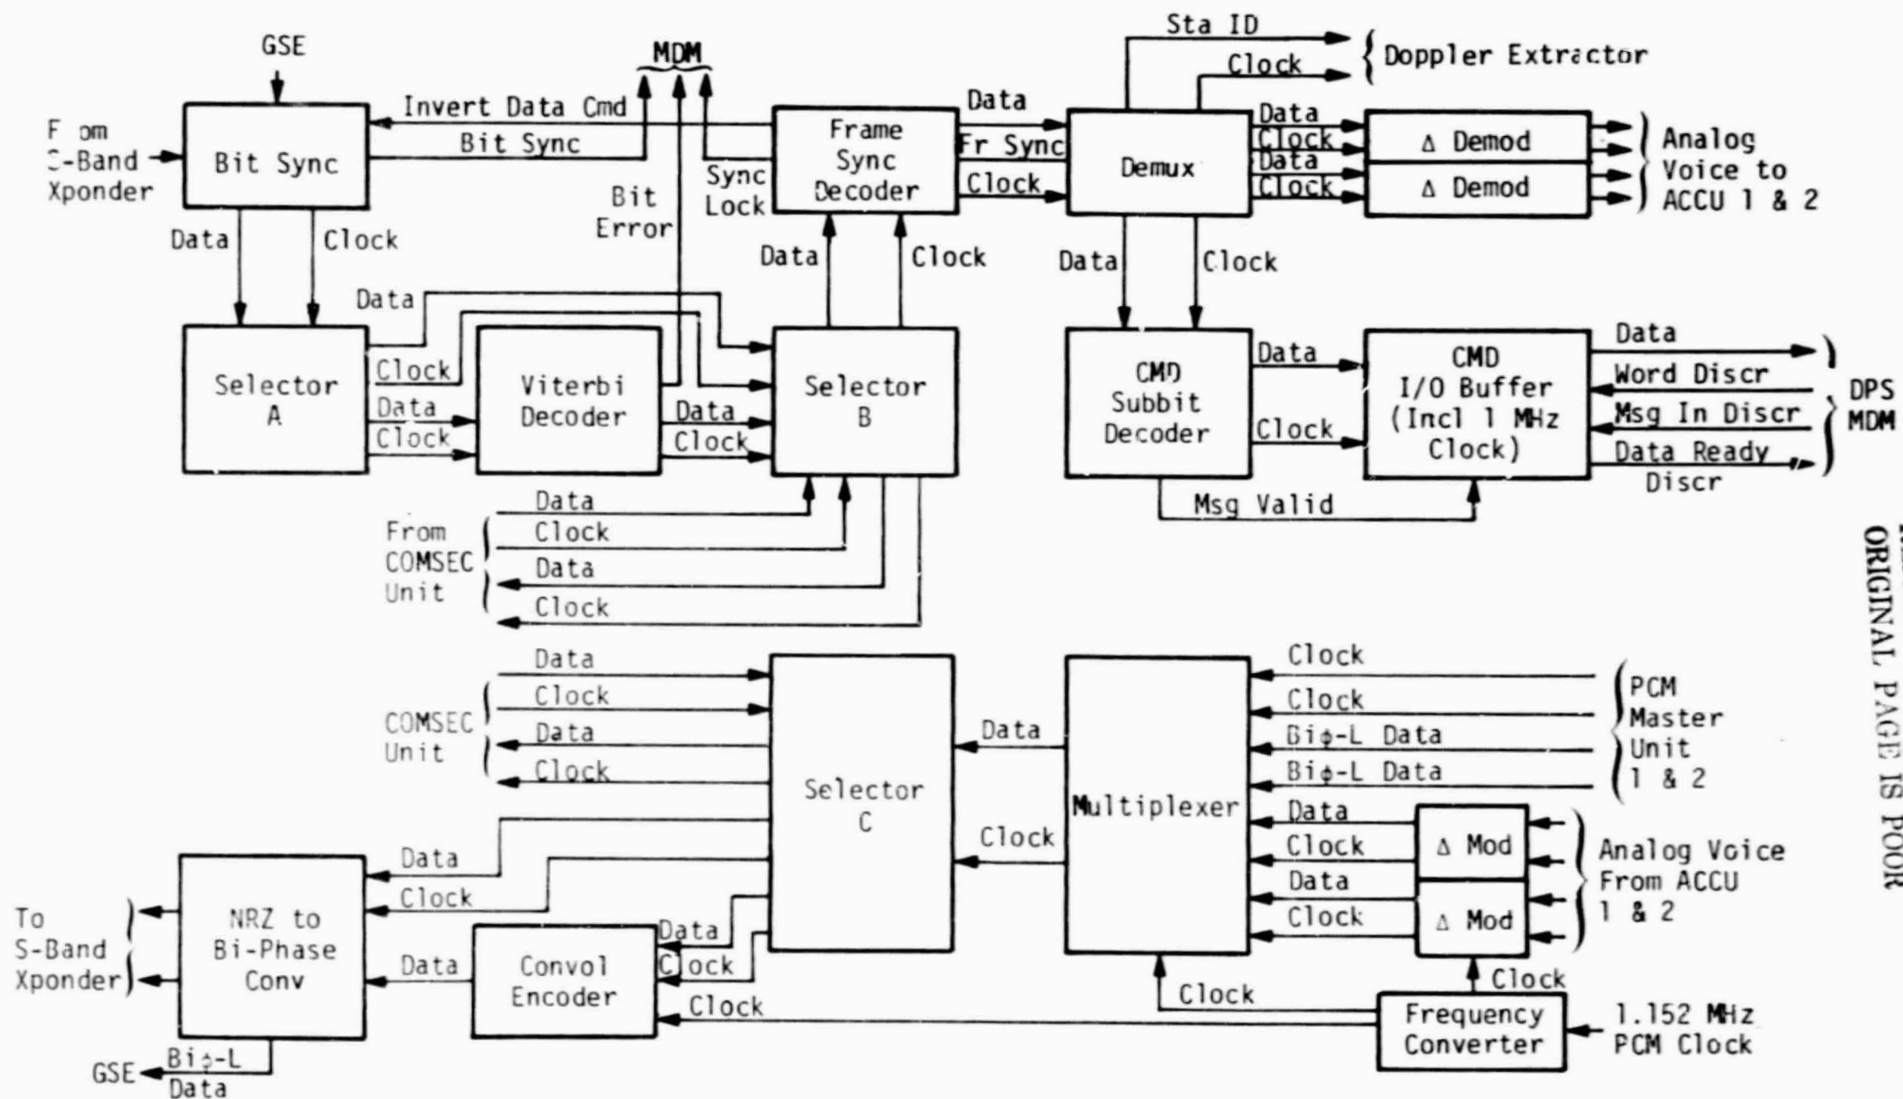 GSE
MDM
Sta ID
Clock
Doppler Extractor
Invert Data Cmd
Bit Sync
Xponder
Bit Sync
Bit
Error
Sync
Lock
Frame
Sync
Decoder
Data
Fr Sync
Clock
Demux
Data
Clock
Data
Clock
Δ Demod
Δ Demod
Analog
Voice to
ACCU 1 & 2
Data
Clock
Data
Clock
Data
Clock
Selector
A
Data
Clock
Data
Clock
Viterbi
Decoder
Data
Clock
Selector
B
CMD
Subbit
Decoder
Data
Clock
Msg Valid
CMD
I/O Buffer
(Incl 1 MHz
Clock)
Data
Word Discr
Msg In Discr
Data Ready
Discr
DPS
MDM
From
COMSEC
Unit
Data
Clock
Data
Clock
ORIGINAL PAGE IS POOR
COMSEC
Unit
Data
Clock
Data
Clock
Selector
C
Data
Clock
Multiplexer
Clock
Clock
Biϕ-L Data
Biϕ-L Data
PCM
Master
Unit
1 & 2
Data
Clock
Data
Clock
Δ Mod
Δ Mod
Analog Voice
From ACCU
1 & 2
To
S-Band
Xponder
NRZ to
Bi-Phase
Conv
Data
Clock
Data
Convol
Encoder
Data
Clock
Clock
Clock
Clock
Frequency
Converter
1.152 MHz
PCM Clock
GSE
Biϕ-L
Data